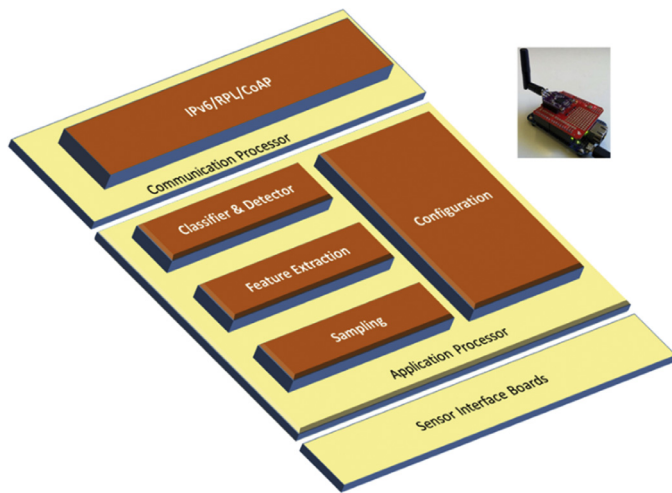 IPv6/RPL/CoAP
Communication Processor
Classifier & Detector
Configuration
Feature Extraction
Sampling
Application Processor
Sensor Interface Boards